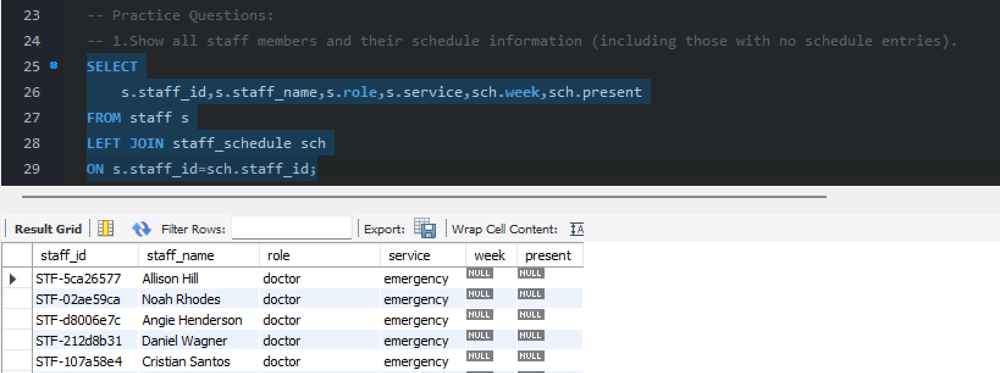 23 -- Practice Questions:
24 -- 1.Show all staff members and their schedule information (including those with no schedule entries).
25 SELECT
26 s.staff_id,s.staff_name,s.role,s.service,sch.week,sch.present
27 FROM staff s
28 LEFT JOIN staff_schedule sch
29 ON s.staff_id=sch.staff_id;
Result Grid Filter Rows: Export: Wrap Cell Content: IA
staff_id staff_name role service week present
STF-5ca26577 Allison Hill doctor emergency NULL NULL
STF-02ae59ca Noah Rhodes doctor emergency NULL NULL
STF-d8006e7c Angie Henderson doctor emergency NULL NULL
STF-212d8b31 Daniel Wagner doctor emergency NULL NULL
STF-107a58e4 Cristian Santos doctor emergency NULL NULL